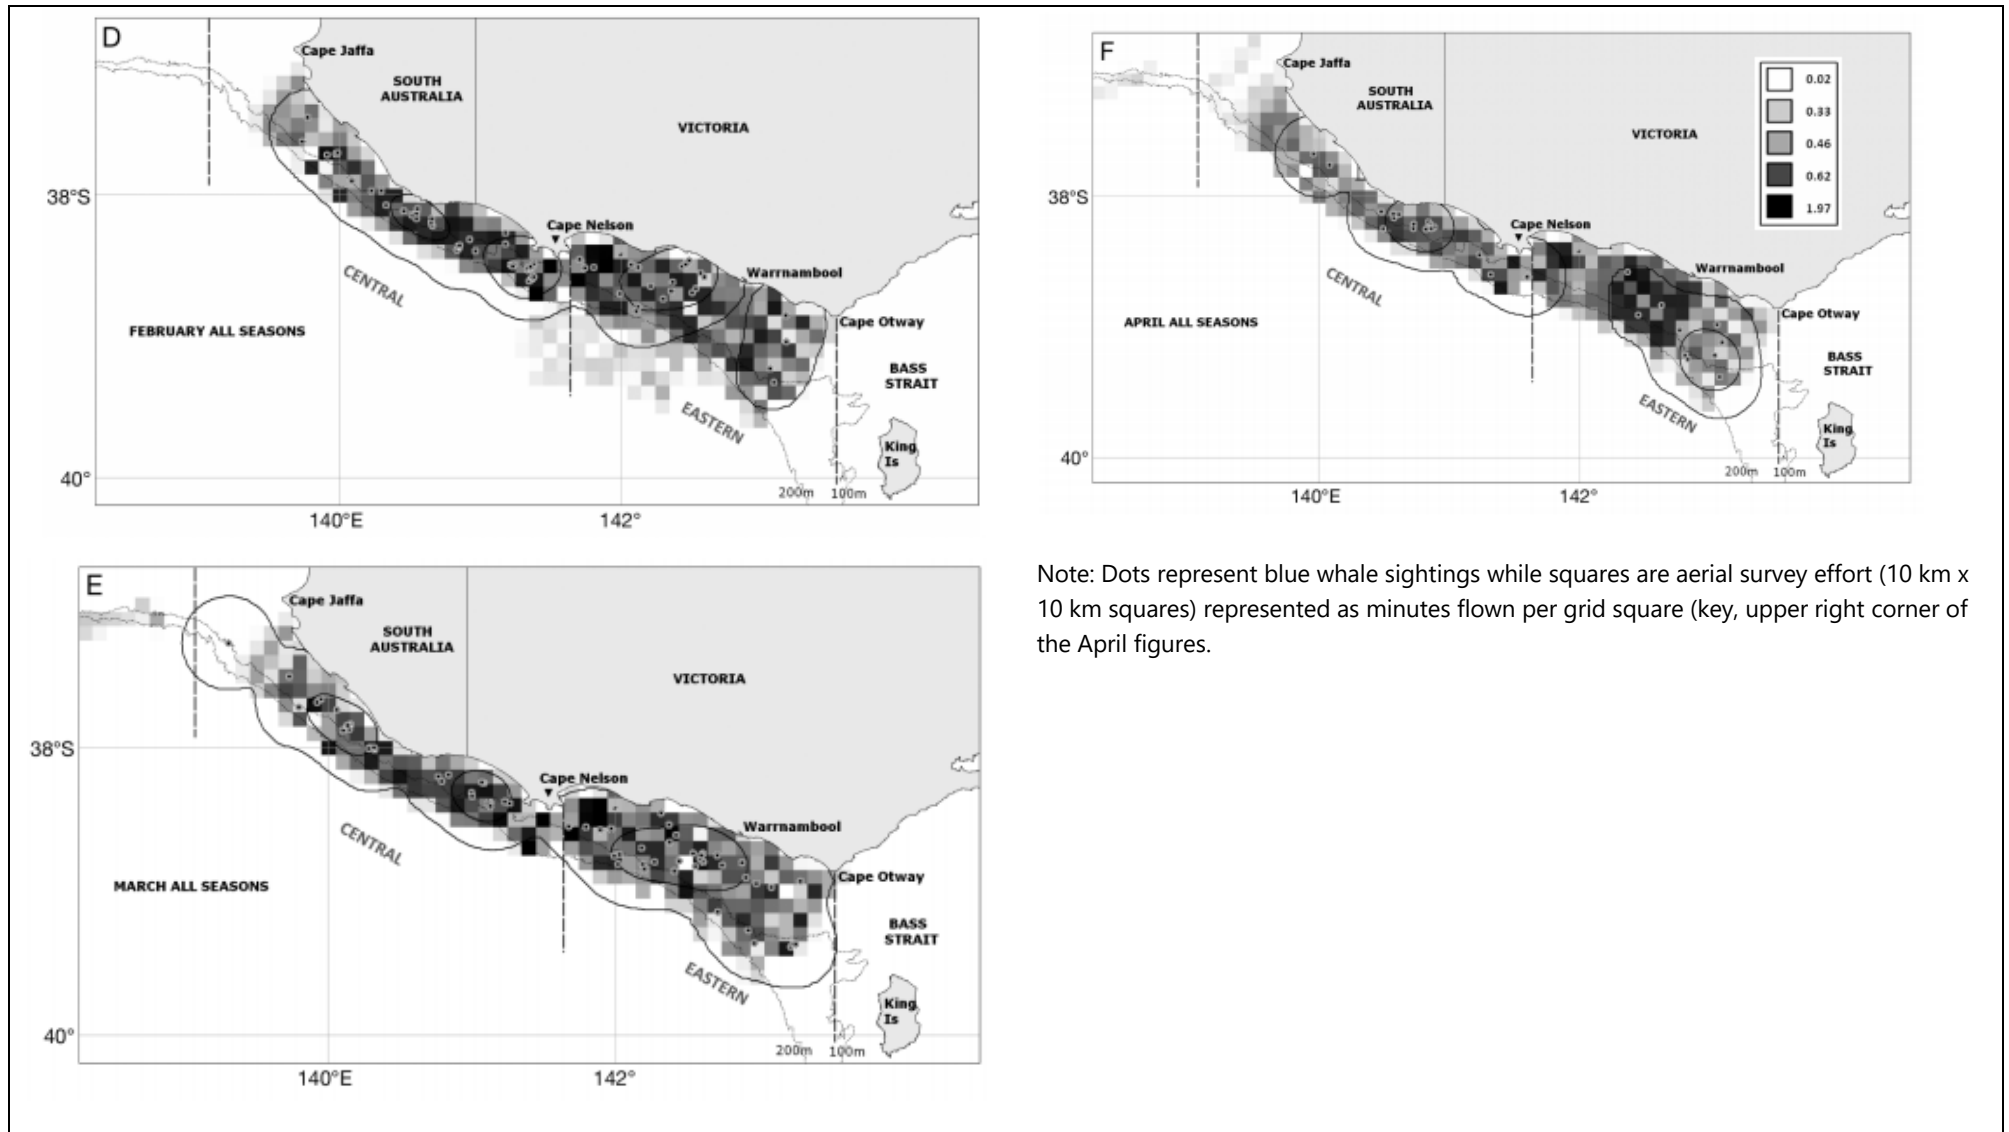 D
Cape Jaffa
SOUTH
AUSTRALIA
VICTORIA
38°S
Cape Nelson
Warrnambool
CENTRAL
FEBRUARY ALL SEASONS
Cape Otway
BASS
STRAIT
EASTERN
King
Is
40°
200m 100m
140°E 142°
F
Cape Jaffa
0.02
SOUTH
AUSTRALIA
0.33
VICTORIA
0.46
0.62
38°S
1.97
Cape Nelson
Warrnambool
CENTRAL
APRIL ALL SEASONS
Cape Otway
BASS
STRAIT
EASTERN
King
Is
40°
200m 100m
140°E 142°
E
Cape Jaffa
SOUTH
AUSTRALIA
VICTORIA
38°S
Cape Nelson
Warrnambool
CENTRAL
MARCH ALL SEASONS
Cape Otway
BASS
STRAIT
EASTERN
King
Is
40°
200m 100m
140°E 142°
Note: Dots represent blue whale sightings while squares are aerial survey effort (10 km x
10 km squares) represented as minutes flown per grid square (key, upper right corner of
the April figures.